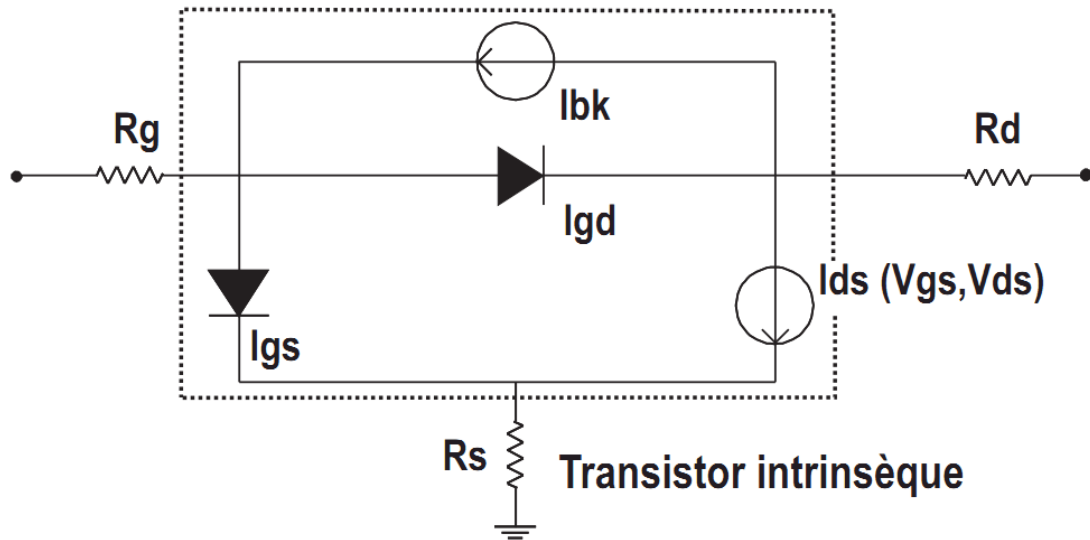 Ibk
Rg
Rd
Igd
Ids (Vgs,Vds)
Igs
Rs
Transistor intrinsèque